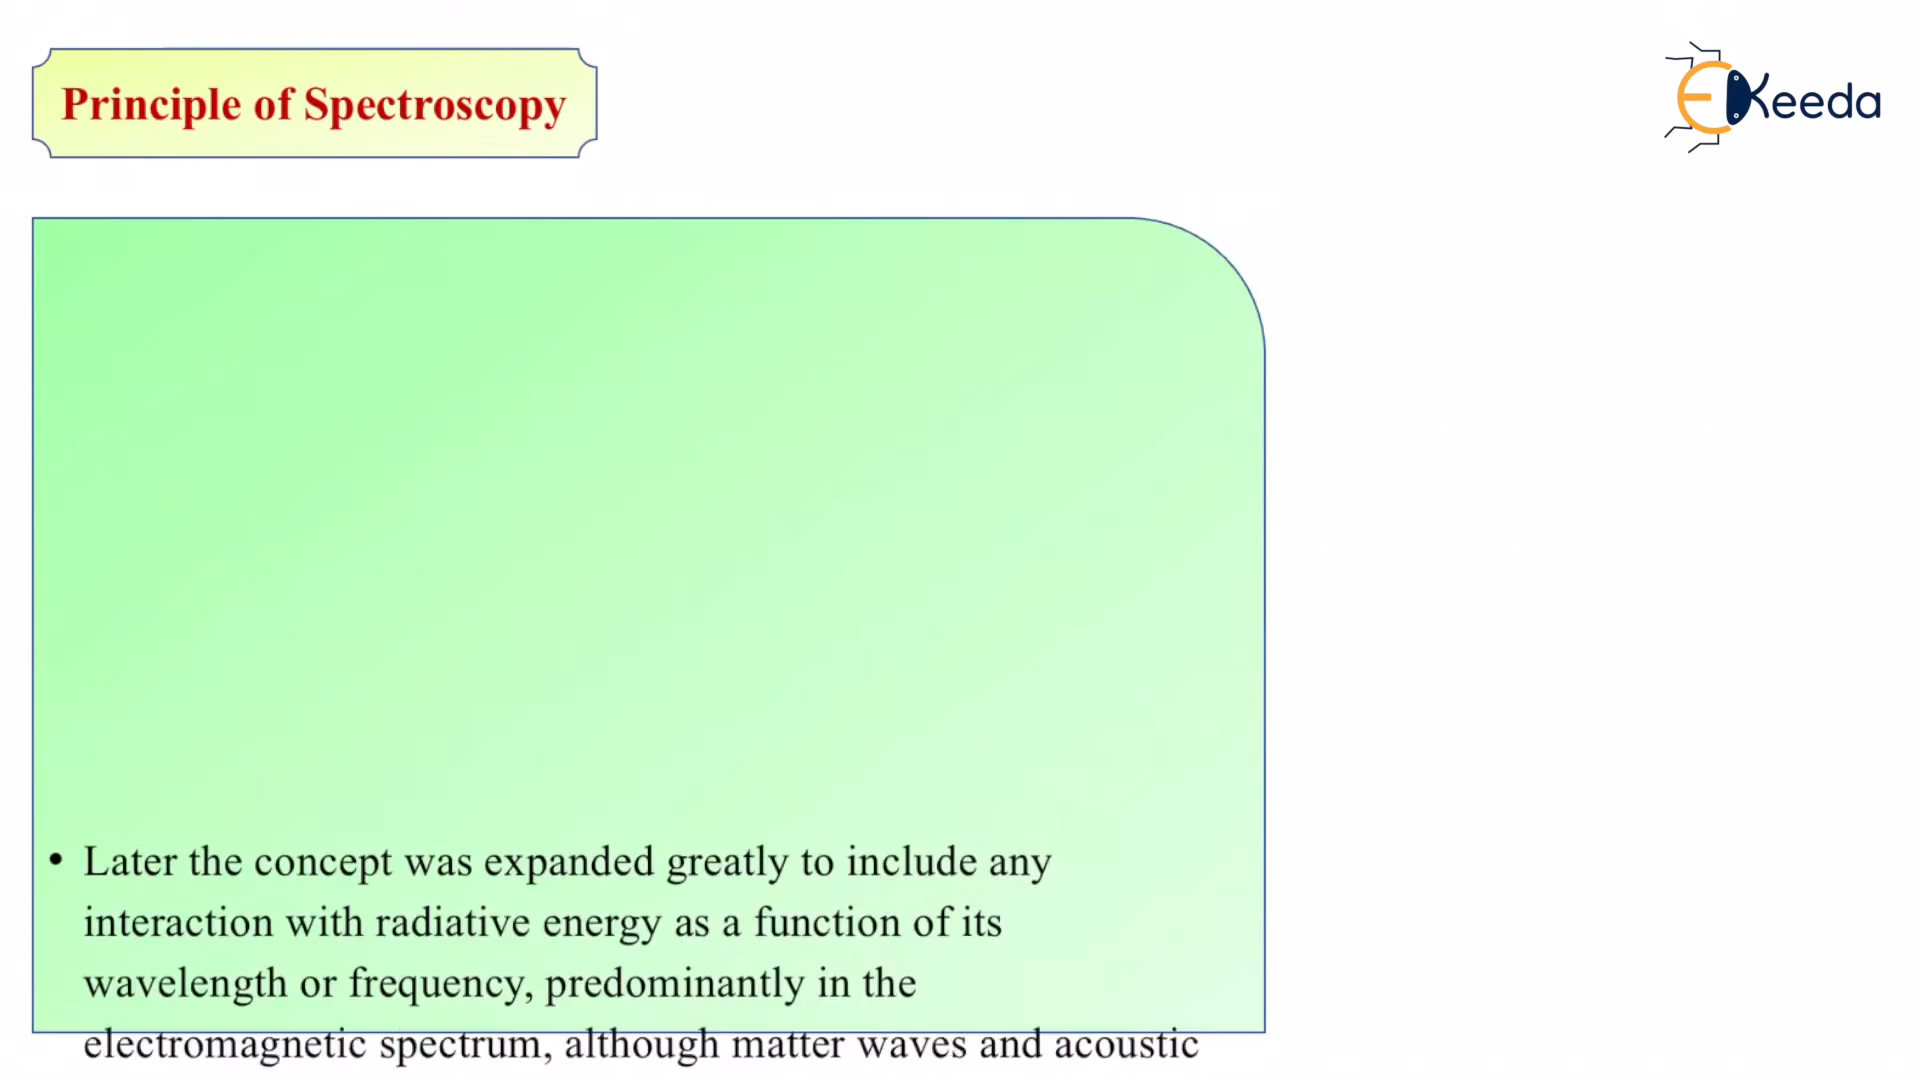 Principle of Spectroscopy
EKeeda
• Later the concept was expanded greatly to include any
interaction with radiative energy as a function of its
wavelength or frequency, predominantly in the
electromagnetic spectrum, although matter waves and acoustic